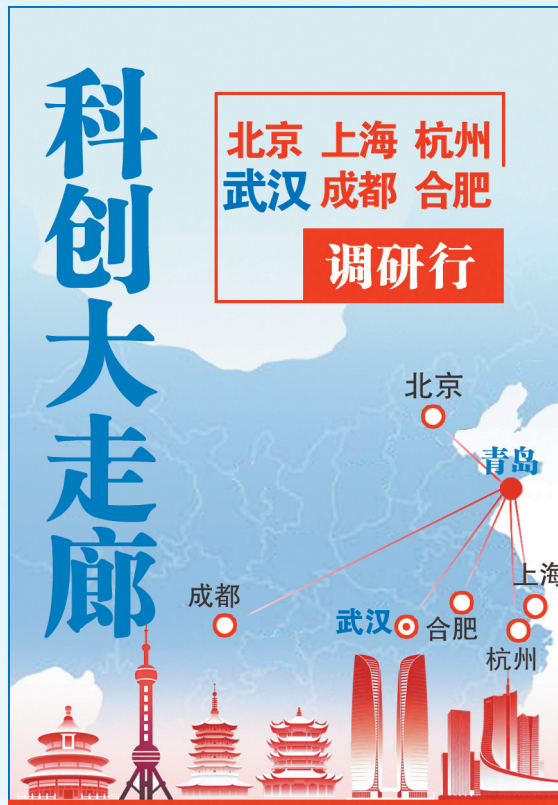 科创大走廊
北京 上海 杭州
武汉 成都 合肥
调研行
北京
青岛
成都
武汉
合肥
上海
杭州